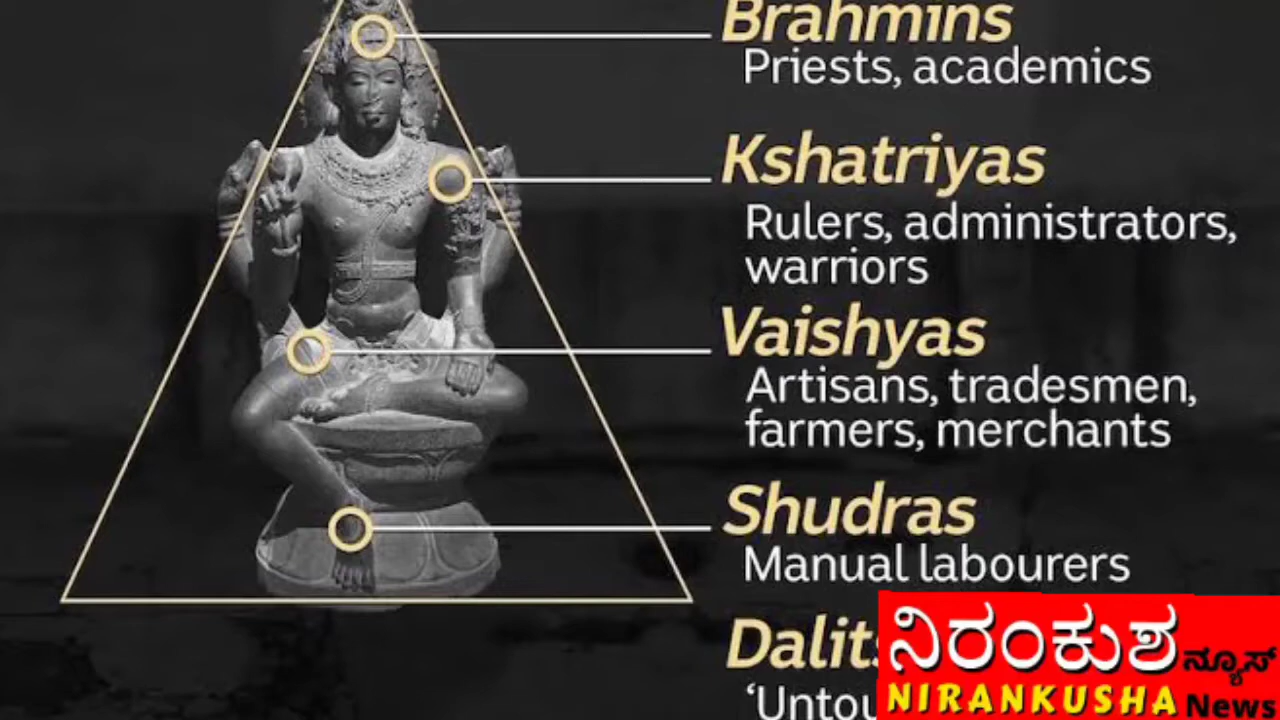 Brahmins
Priests, academics
Kshatriyas
Rulers, administrators,
warriors
Vaishyas
Artisans, tradesmen,
farmers, merchants
Shudras
Manual labourers
ನಿರಂಕುಶ ನ್ಯೂಸ್
NIRANKUSHA News